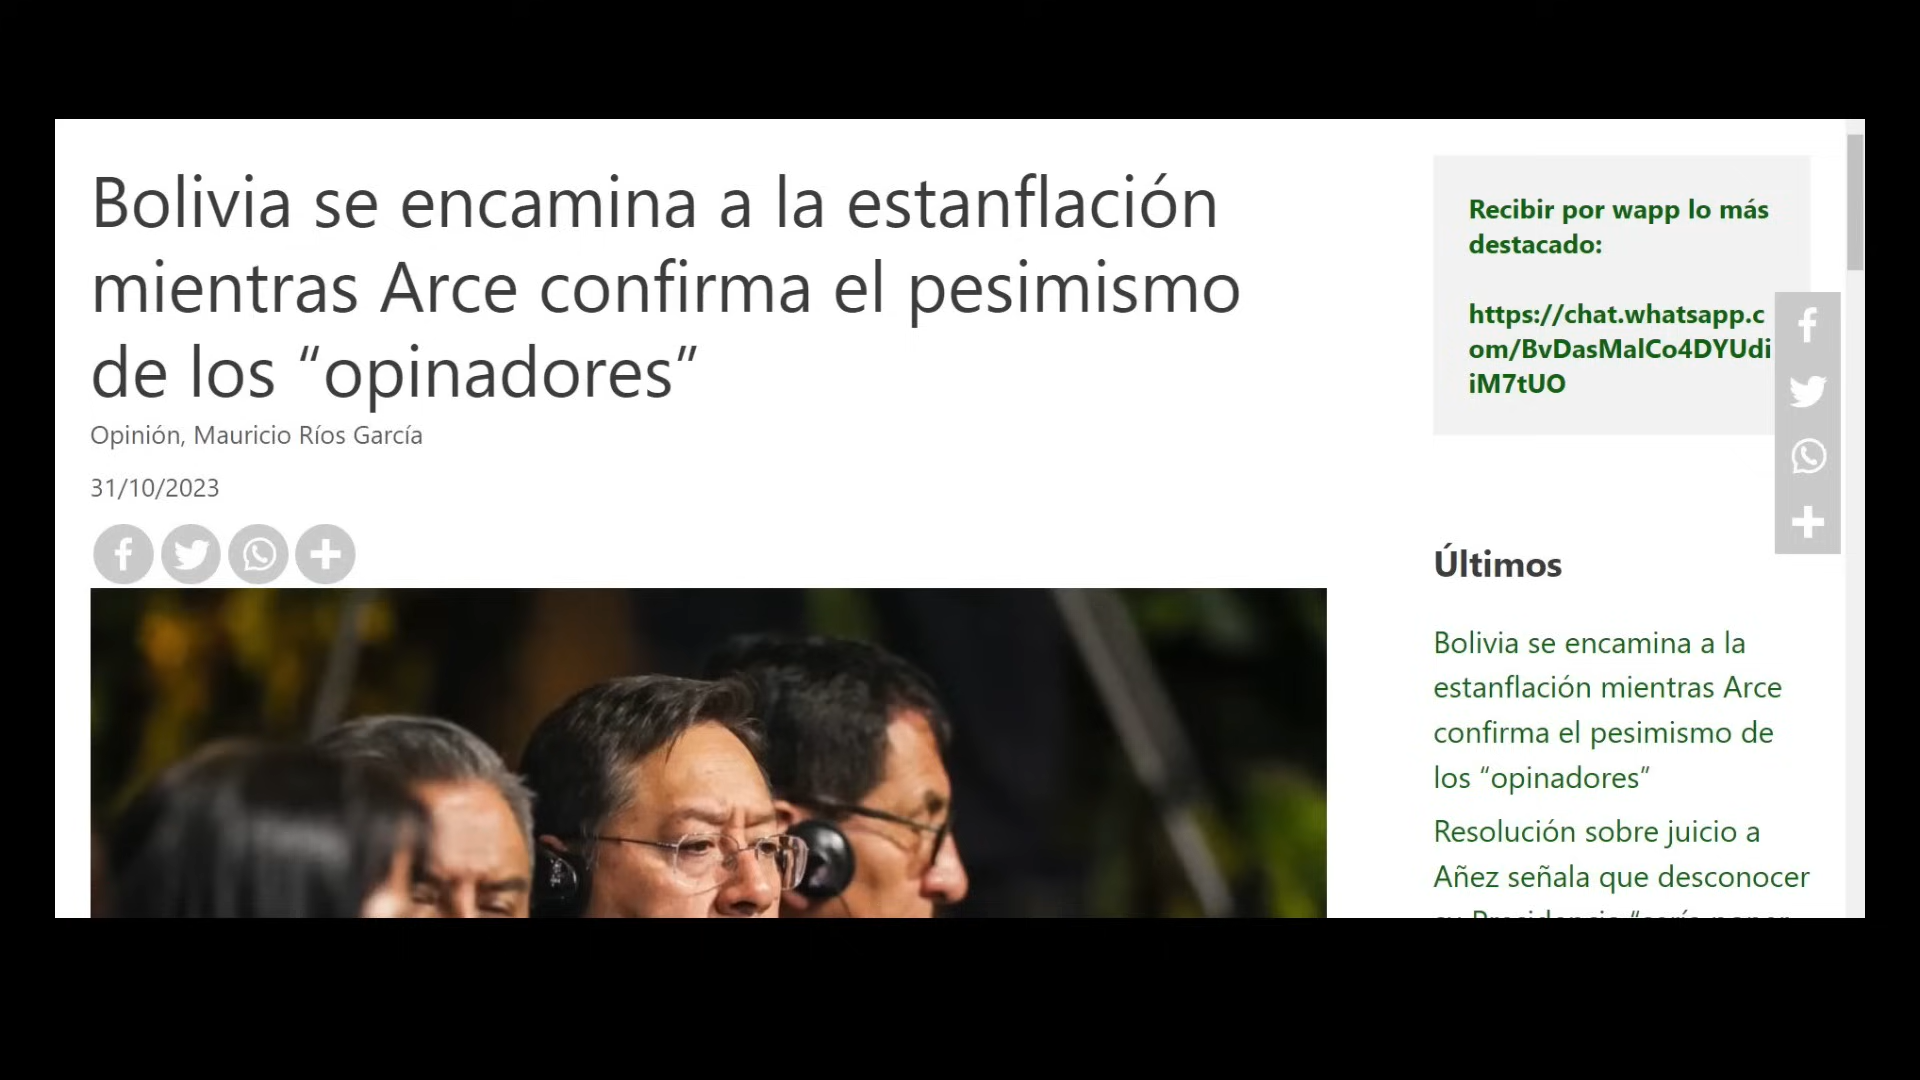 Bolivia se encamina a la estanflación
mientras Arce confirma el pesimismo
de los “opinadores”
Opinión, Mauricio Ríos García
31/10/2023
Recibir por wapp lo más
destacado:
https://chat.whatsapp.c
om/BvDasMalCo4DYUdi
iM7tUO
Últimos
Bolivia se encamina a la
estanflación mientras Arce
confirma el pesimismo de
los “opinadores”
Resolución sobre juicio a
Añez señala que desconocer